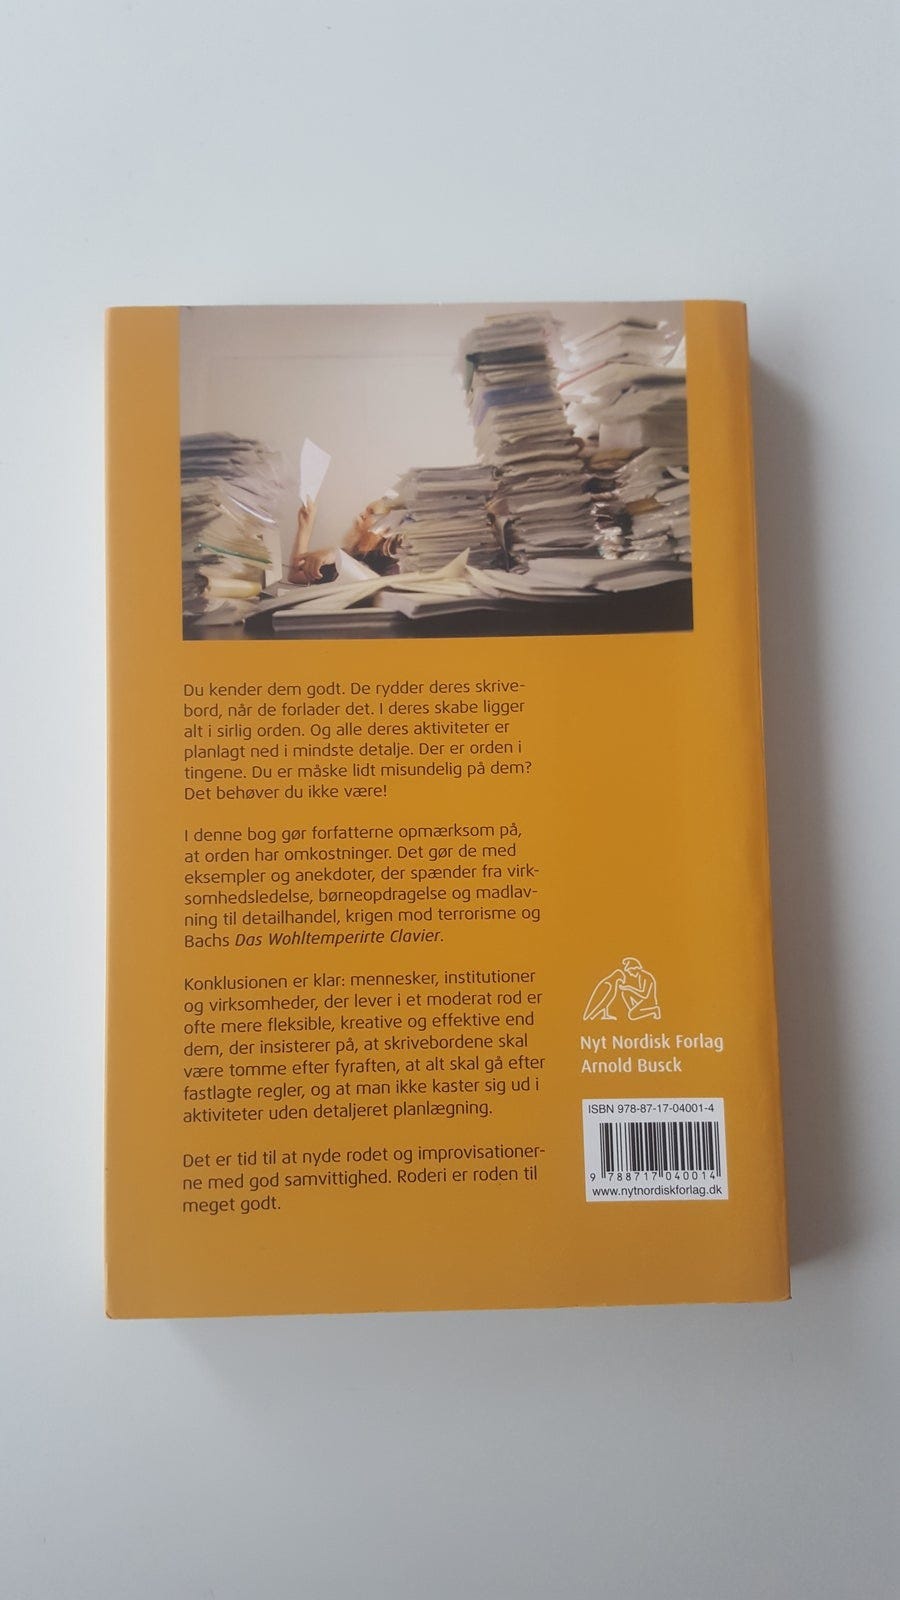 Du kender dem godt. De rydder deres skrive-
bord, når de forlader det. I deres skabe ligger
alt i sirlig orden. Og alle deres aktiviteter er
planlagt ned i mindste detalje. Der er orden i
tingene. Du er måske lidt misundelig på dem?
Det behøver du ikke være!
I denne bog gør forfatterne opmærksom på,
at orden har omkostninger. Det gør de med
eksempler og anekdoter, der spænder fra virk-
somhedsledelse, børneopdragelse og madlav-
ning til detailhandel, krigen mod terrorisme og
Bachs Das Wohltemperirte Clavier.
Konklusionen er klar: mennesker, institutioner
og virksomheder, der lever i et moderat rod er
ofte mere fleksible, kreative og effektive end
dem, der insisterer på, at skrivebordene skal
være tomme efter fyraften, at alt skal gå efter
fastlagte regler, og at man ikke kaster sig ud i
aktiviteter uden detaljeret planlægning.
Det er tid til at nyde rodet og improvisationer-
ne med god samvittighed. Roderi er roden til
meget godt.
Nyt Nordisk Forlag
Arnold Busck
ISBN 978-87-17-04001-4
9 788717 040014
www.nytnordiskforlag.dk